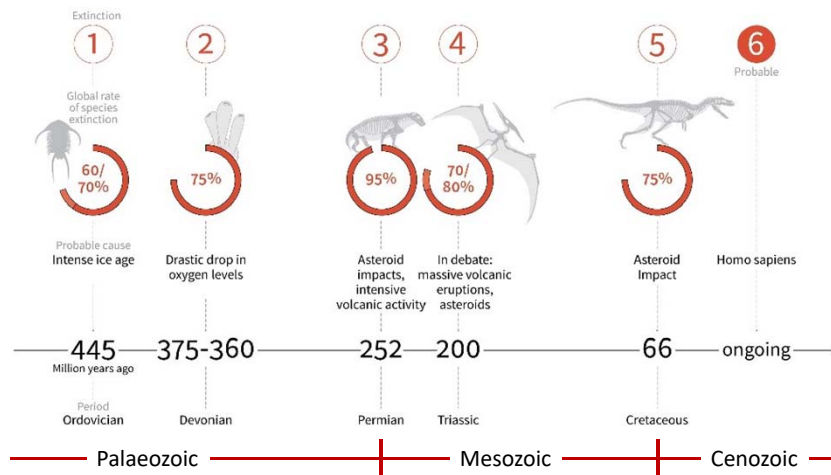 Extinction
1
2
3
4
5
6
Probable
Global rate
of species
extinction
60/
70%
75%
95%
70/
80%
75%
Probable cause
Intense ice age
Drastic drop in
oxygen levels
Asteroid
impacts,
intensive
volcanic activity
In debate:
massive volcanic
eruptions,
asteroids
Asteroid
Impact
Homo sapiens
445
375-360
252
200
66
ongoing
Million years ago
Period
Ordovician
Devonian
Permian
Triassic
Cretaceous
Palaeozoic
Mesozoic
Cenozoic